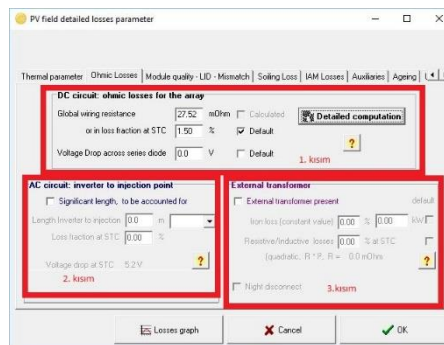 PV field detailed losses parameter
Thermal parameter Ohmic Losses Module quality - LID - Mismatch Soiling Loss IAM Losses Auxiliaries Ageing
DC circuit: ohmic losses for the array
Global wiring resistance 27.52 mOhm Calculated Detailed computation
or in loss fraction at STC 1.50 % Default
Voltage Drop across series diode 0.0 V Default ?
1. kısım
AC circuit: inverter to injection point
Significant length, to be accounted for
Length Inverter to injection 0.0 m
Loss fraction at STC 0.00 %
Voltage drop at STC 5.2 V ?
2. kısım
External transformer
External transformer present default
Iron loss (constant value) 0.00 % 0.00 kW
Resistive/inductive losses 0.00 % at STC
(quadratic, R * I², R = 0.0 mOhm ?
Night disconnect 3.kısım
Losses graph Cancel OK